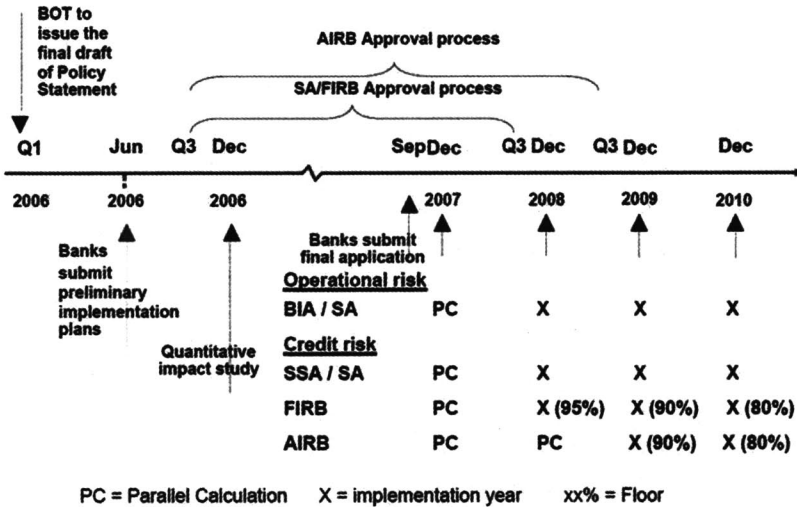 BOT to
issue the
final draft
of Policy
Statement
AIRB Approval process
SA/FIRB Approval process
Q1 Jun Q3 Dec Sep Dec Q3 Dec Q3 Dec Dec
2006 2006 2006 2007 2008 2009 2010
Banks
submit
preliminary
implementation
plans
Quantitative
impact study
Banks submit
final application
Operational risk
BIA / SA PC X X X
Credit risk
SSA / SA PC X X X
FIRB PC X (95%) X (90%) X (80%)
AIRB PC PC X (90%) X (80%)
PC = Parallel Calculation X = implementation year xx% = Floor